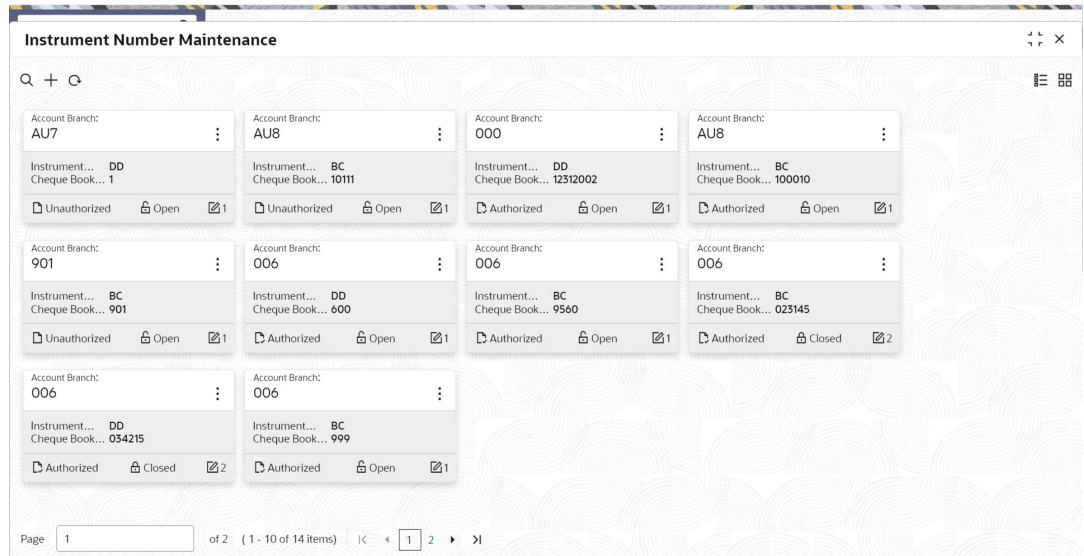 Instrument Number Maintenance
Account Branch:
AU7
Instrument... DD
Cheque Book... 1
Unauthorized Open 1
Account Branch:
AU8
Instrument... BC
Cheque Book... 10111
Unauthorized Open 1
Account Branch:
000
Instrument... DD
Cheque Book... 12312002
Authorized Open 1
Account Branch:
AU8
Instrument... BC
Cheque Book... 100010
Authorized Open 1
Account Branch:
901
Instrument... BC
Cheque Book... 901
Unauthorized Open 1
Account Branch:
006
Instrument... DD
Cheque Book... 600
Authorized Open 1
Account Branch:
006
Instrument... BC
Cheque Book... 9560
Authorized Open 1
Account Branch:
006
Instrument... BC
Cheque Book... 023145
Authorized Closed 2
Account Branch:
006
Instrument... DD
Cheque Book... 034215
Authorized Closed 2
Account Branch:
006
Instrument... BC
Cheque Book... 999
Authorized Open 1
Page 1 of 2 (1 - 10 of 14 items) 1 2